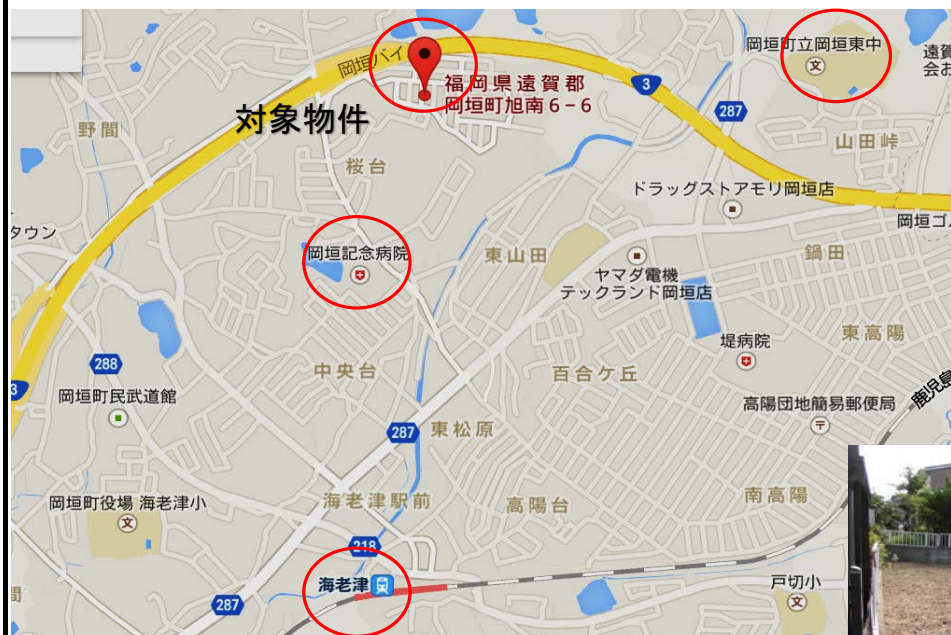 岡垣バイ
岡垣町立岡垣東中
遠賀
会お
福岡県遠賀郡
岡垣町旭南6-6
3
対象物件
287
野間
山田峠
桜台
ドラッグストアモリ岡垣店
タウン
岡垣ゴル
岡垣記念病院
東山田
鍋田
ヤマダ電機
テックランド岡垣店
東高陽
堤病院
288
中央台
百合ケ丘
3
岡垣町民武道館
鹿児島
高陽団地簡易郵便局
287
東松原
岡垣町役場 海老津小
海老津駅前
高陽台
南高陽
218
海老津
戸切小
間
287